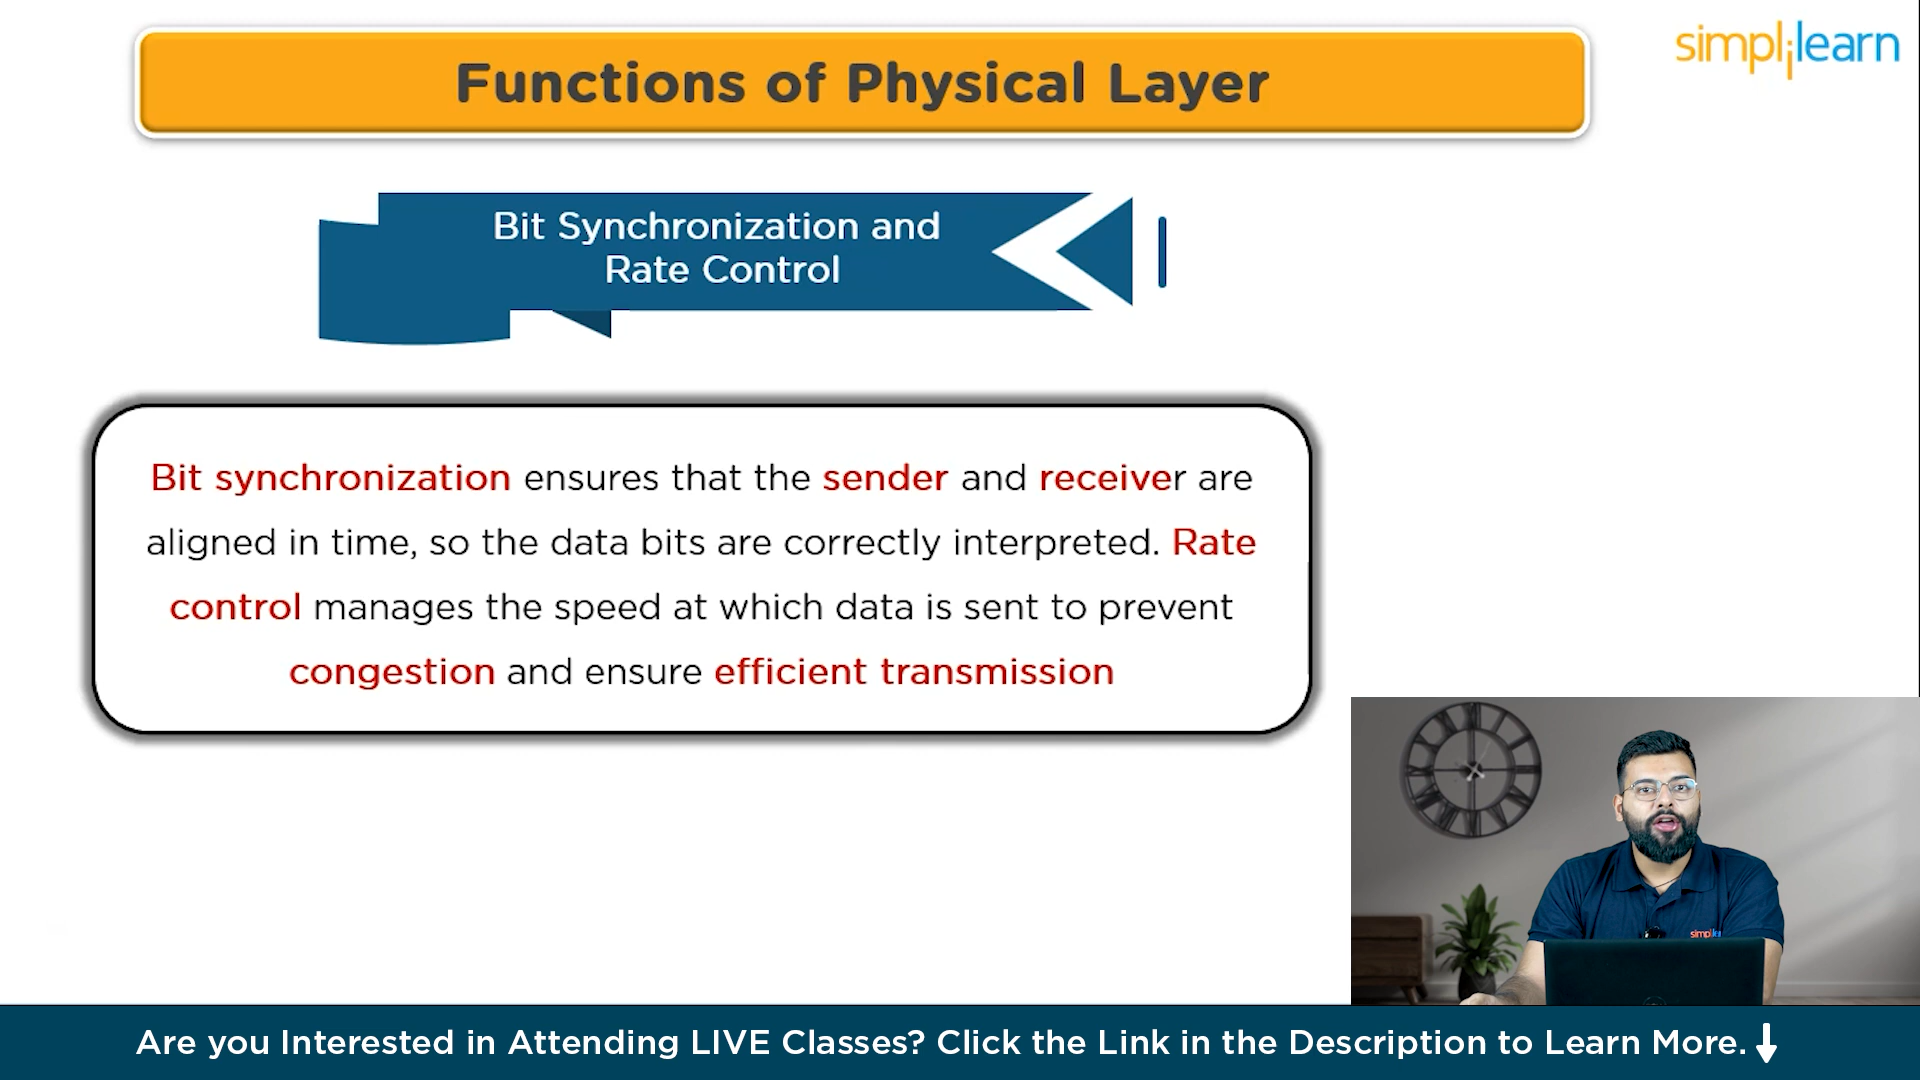 Functions of Physical Layer
simplilearn
Bit Synchronization and
Rate Control
Bit synchronization ensures that the sender and receiver are
aligned in time, so the data bits are correctly interpreted. Rate
control manages the speed at which data is sent to prevent
congestion and ensure efficient transmission
Are you Interested in Attending LIVE Classes? Click the Link in the Description to Learn More.